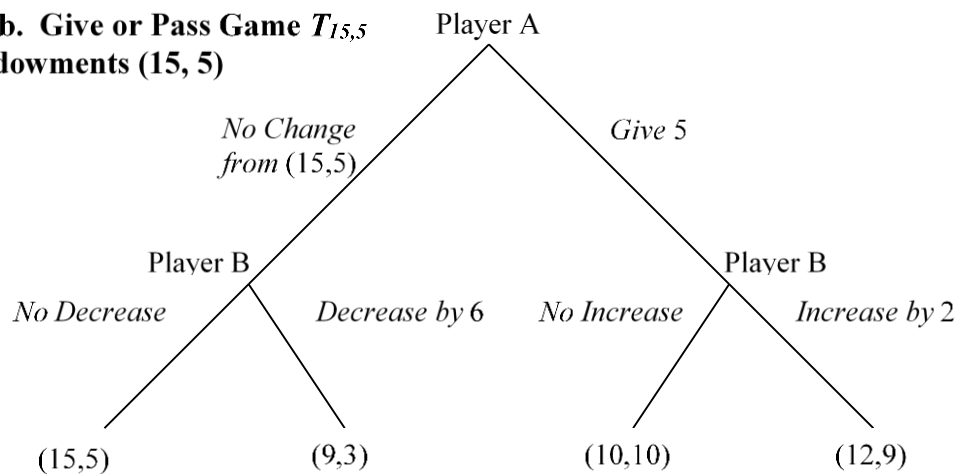 b. Give or Pass Game T15,5
dowments (15, 5)
Player A
No Change
from (15,5)
Give 5
Player B
Player B
No Decrease
Decrease by 6
No Increase
Increase by 2
(15,5)
(9,3)
(10,10)
(12,9)